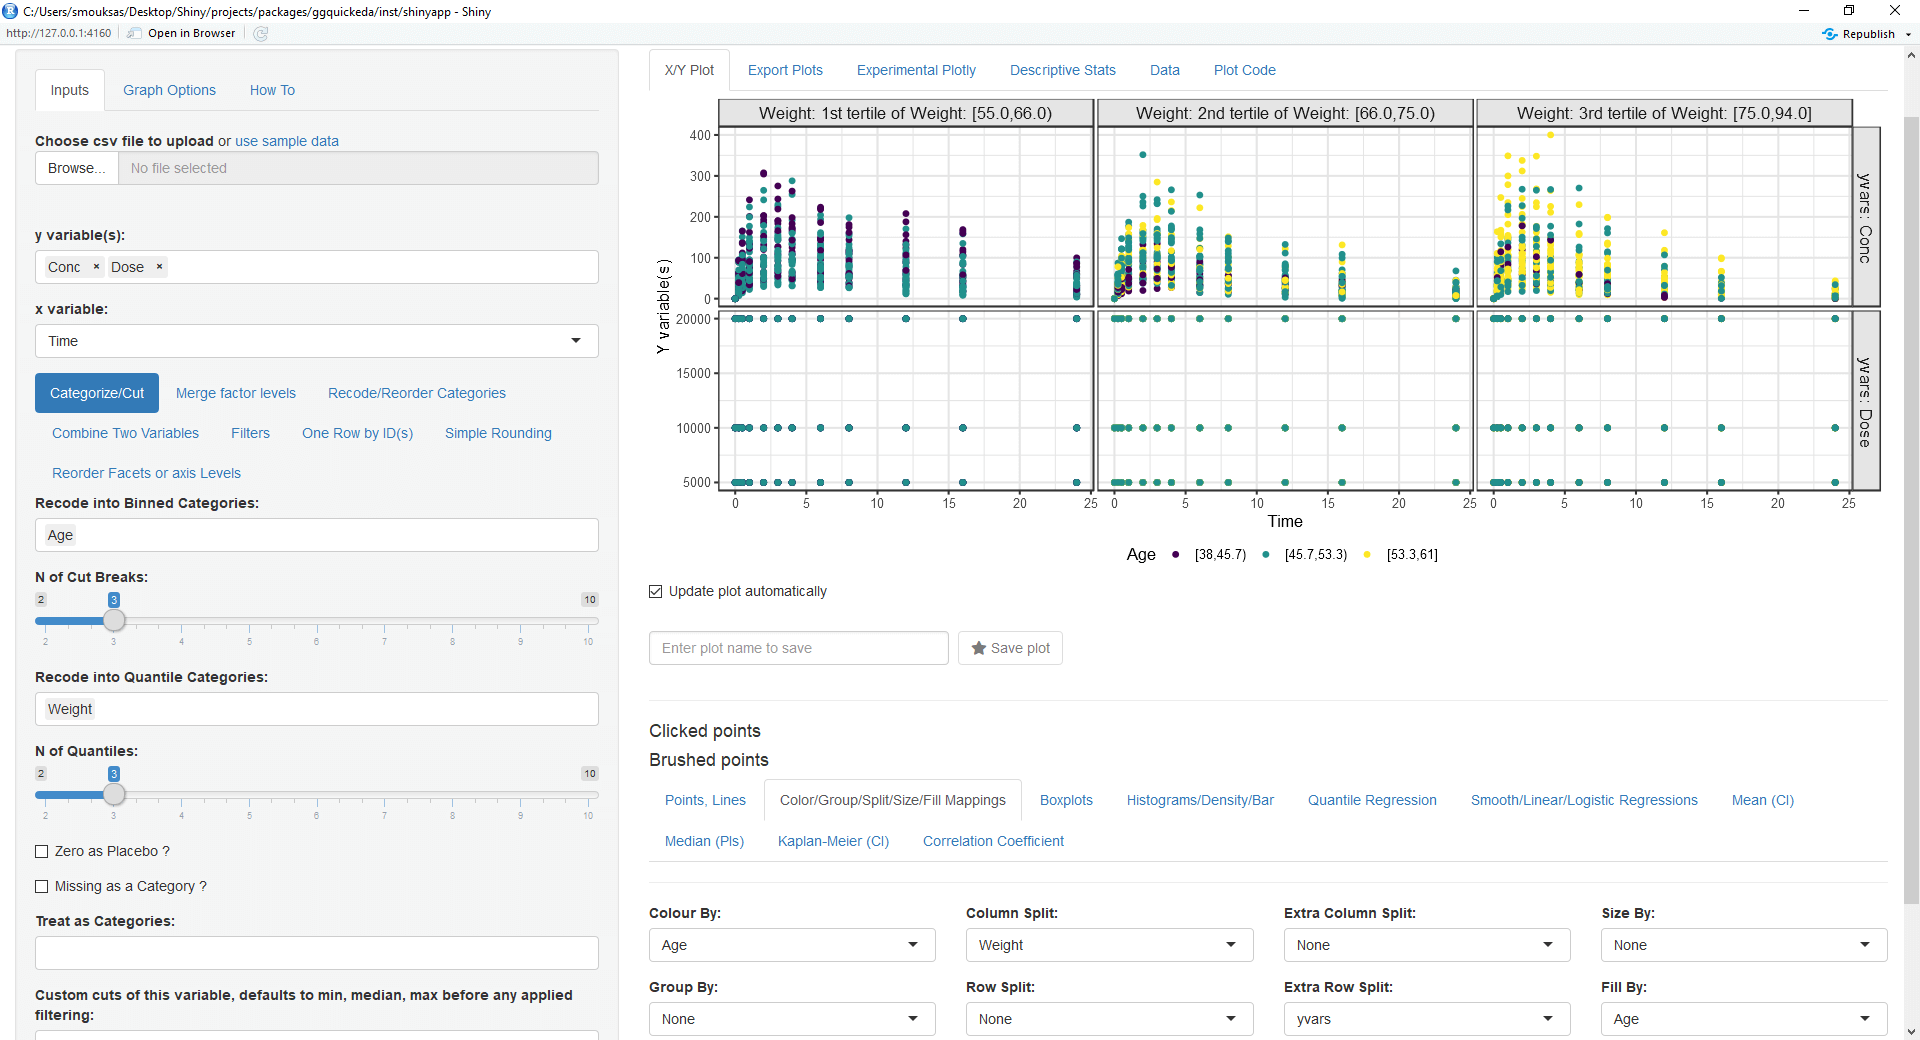 C:/Users/smouksas/Desktop/Shiny/projects/packages/ggquickeda/inst/shinyapp - Shiny
http://127.0.0.1:4160 Open in Browser Republish
Inputs Graph Options How To
Choose csv file to upload or use sample data
Browse... No file selected
y variable(s):
Conc × Dose ×
x variable:
Time
Categorize/Cut Merge factor levels Recode/Reorder Categories
Combine Two Variables Filters One Row by ID(s) Simple Rounding
Reorder Facets or axis Levels
Recode into Binned Categories:
Age
N of Cut Breaks:
2 3 10
2 3 4 5 6 7 8 9 10
Recode into Quantile Categories:
Weight
N of Quantiles:
2 3 10
2 3 4 5 6 7 8 9 10
Zero as Placebo ?
Missing as a Category ?
Treat as Categories:
Custom cuts of this variable, defaults to min, median, max before any applied
filtering:
X/Y Plot Export Plots Experimental Plotly Descriptive Stats Data Plot Code
Weight: 1st tertile of Weight: [55.0,66.0) Weight: 2nd tertile of Weight: [66.0,75.0) Weight: 3rd tertile of Weight: [75.0,94.0]
400
300
200
100
0
yvars: Conc
Y variable(s)
20000
15000
10000
5000
yvars: Dose
0 5 10 15 20 25 0 5 10 15 20 25 0 5 10 15 20 25
Time
Age [38,45.7) [45.7,53.3) [53.3,61]
Update plot automatically
Enter plot name to save Save plot
Clicked points
Brushed points
Points, Lines Color/Group/Split/Size/Fill Mappings Boxplots Histograms/Density/Bar Quantile Regression Smooth/Linear/Logistic Regressions Mean (CI)
Median (PIs) Kaplan-Meier (CI) Correlation Coefficient
Colour By: Column Split: Extra Column Split: Size By:
Age Weight None None
Group By: Row Split: Extra Row Split: Fill By:
None None yvars Age